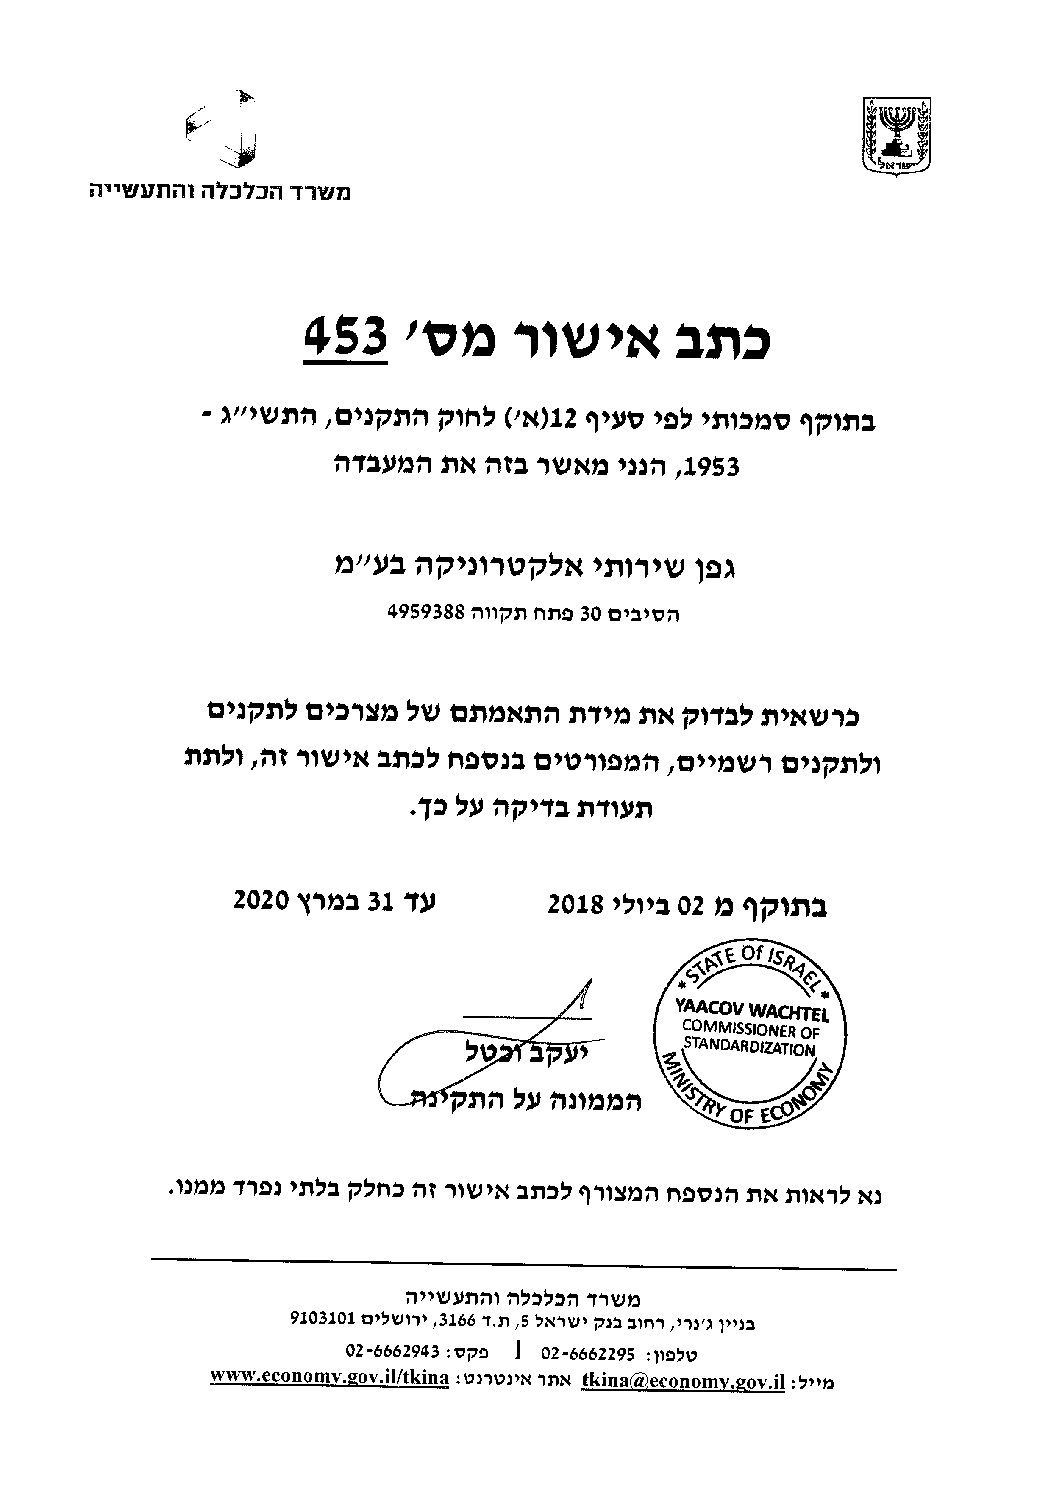 ישראל
משרד הכלכלה והתעשייה
כתב אישור מס׳ 453
בתוקף סמכותי לפי סעיף 12(א׳) לחוק התקנים, התשי״ג -
1953, הנני מאשר בזה את המעבדה
גפן שירותי אלקטרוניקה בע״מ
הסיבים 30 פתח תקווה 4959388
כרשאית לבדוק את מידת התאמתם של מצרכים לתקנים
ולתקנים רשמיים, המפורטים בנספח לכתב אישור זה, ולתת
תעודת בדיקה על כך.
בתוקף מ 02 ביולי 2018 עד 31 במרץ 2020
* STATE Of ISRAEL *
YAACOV WACHTEL
COMMISSIONER OF
STANDARDIZATION
MINISTRY OF ECONOMY
יעקב וכטל
הממונה על התקינה
נא לראות את הנספח המצורף לכתב אישור זה כחלק בלתי נפרד ממנו.
משרד הכלכלה והתעשייה
בניין ג׳נרי, רחוב בנק ישראל 5, ת.ד 3166, ירושלים 9103101
טלפון: 02-6662295 | פקס: 02-6662943
מייל: tkina@economy.gov.il אתר אינטרנט: www.economy.gov.il/tkina